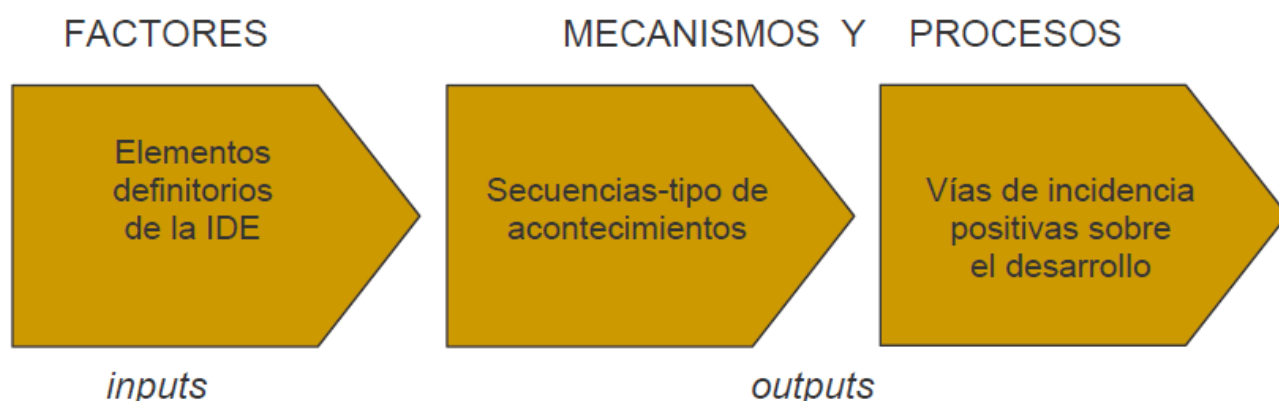 FACTORES
MECANISMOS Y PROCESOS
Elementos
definitorios
de la IDE
Secuencias-tipo de
acontecimientos
Vías de incidencia
positivas sobre
el desarrollo
inputs
outputs